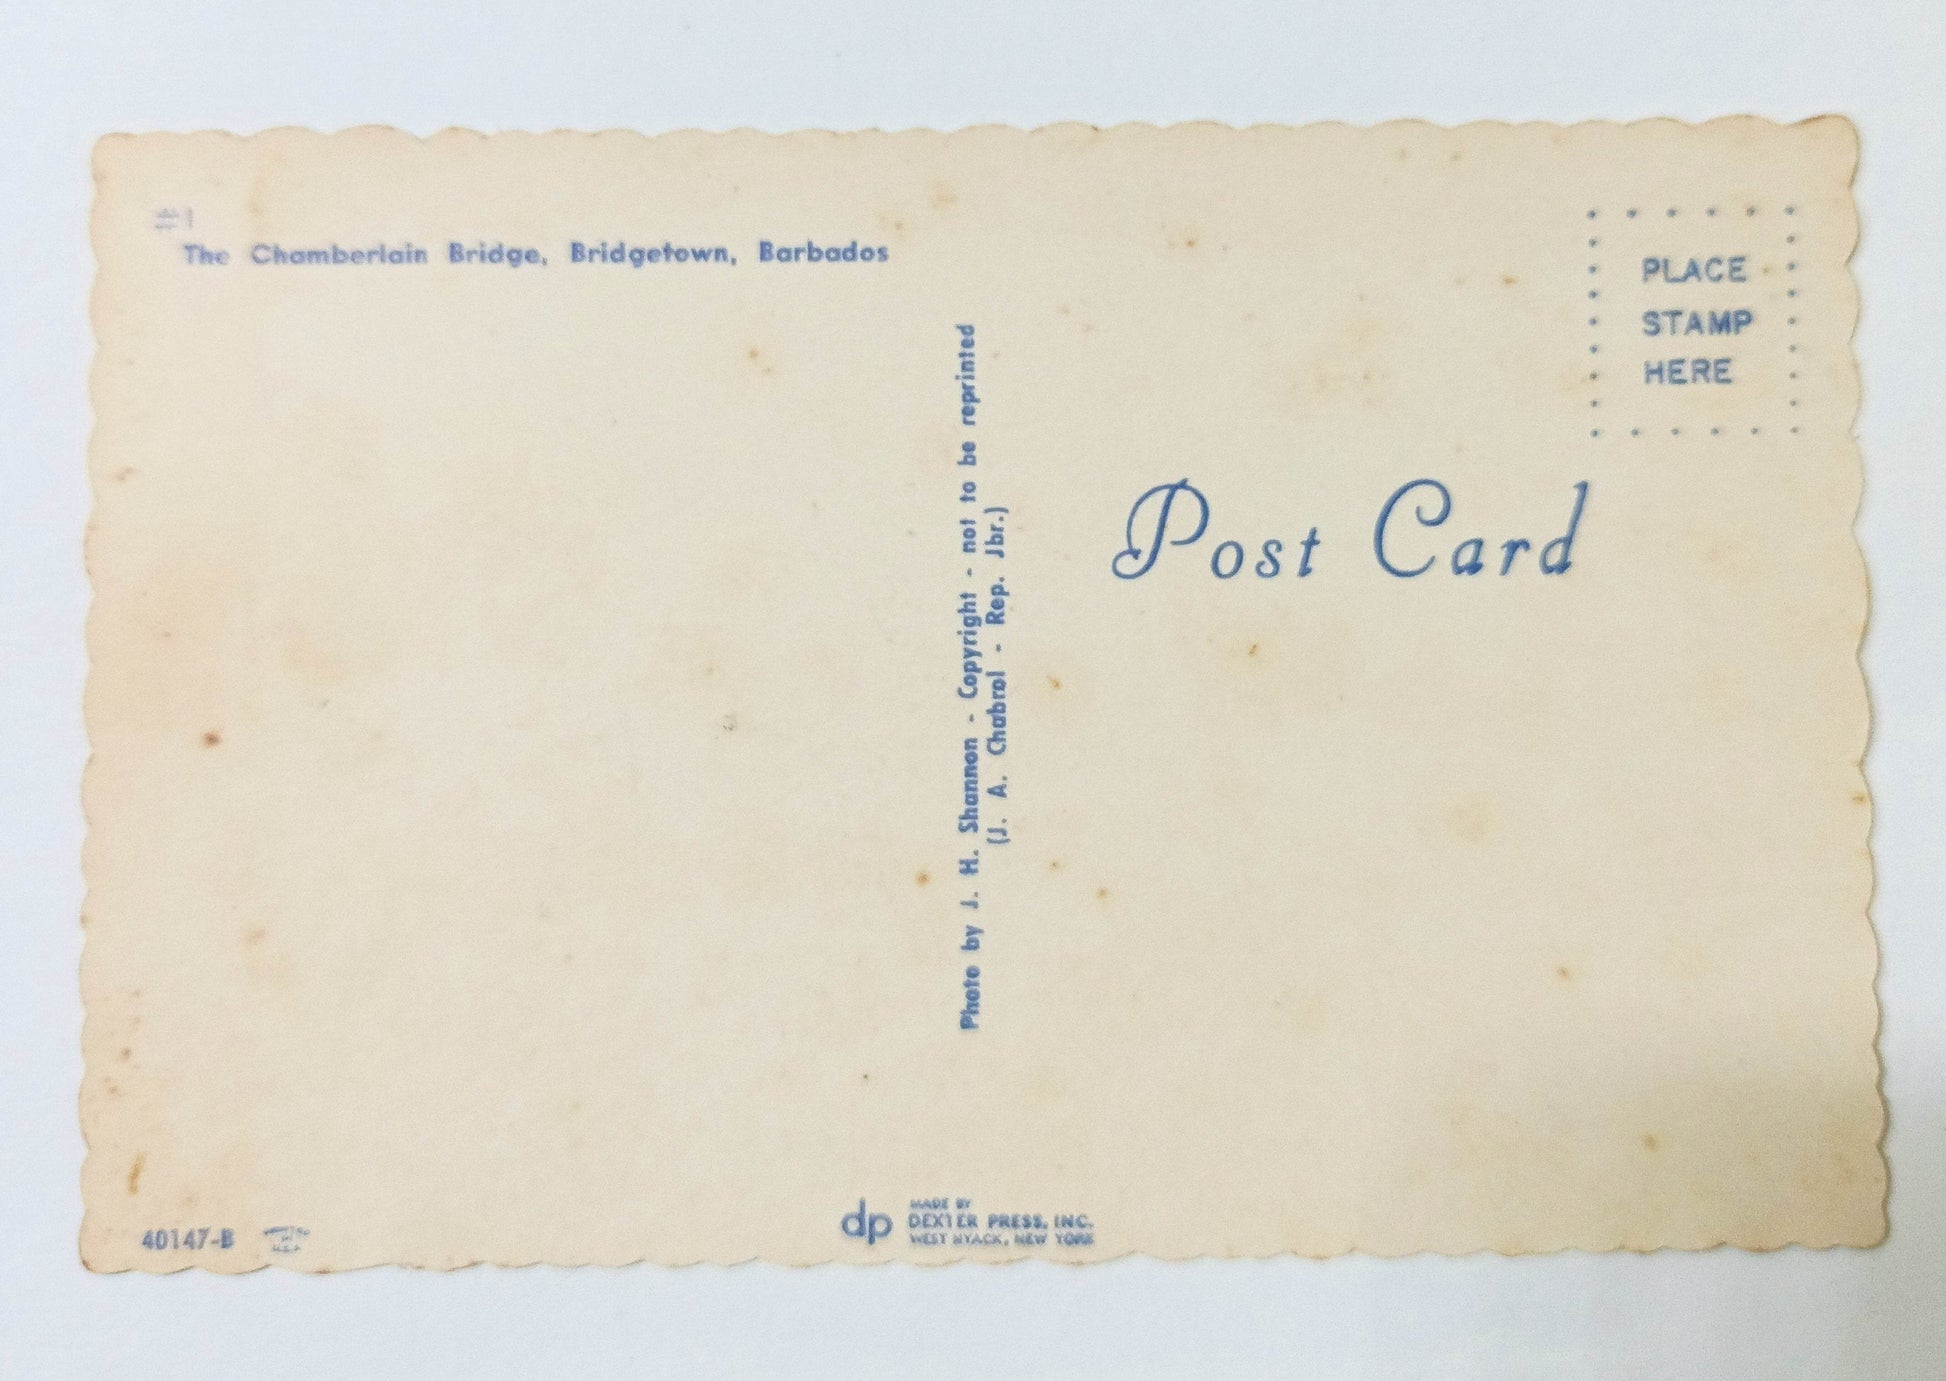 #1
The Chamberlain Bridge, Bridgetown, Barbados
PLACE
STAMP
HERE
Post Card
Photo by J. H. Shannon - Copyright - not to be reprinted
(J. A. Chabrol - Rep. Jbr.)
40147-B
dp
MADE BY
DEXTER PRESS, INC.
WEST NYACK, NEW YORK